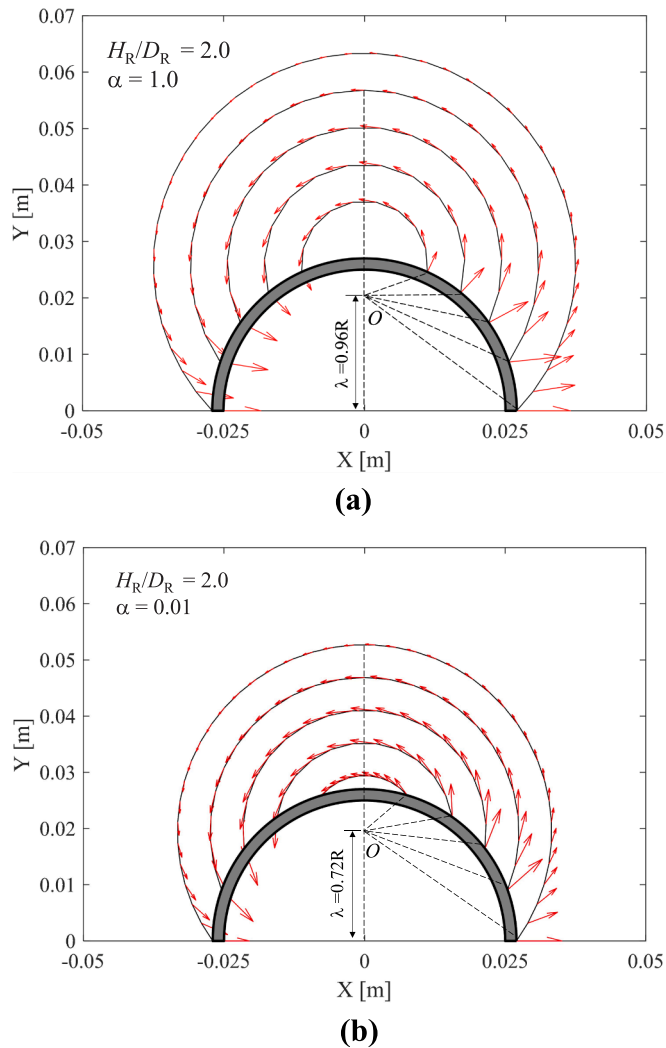 0.07
H_R/D_R = 2.0
0.06
α = 1.0
0.05
0.04
Y [m]
0.03
0.02
O
λ =0.96R
0.01
0
-0.05
-0.025
0
0.025
0.05
X [m]
(a)
0.07
H_R/D_R = 2.0
0.06
α = 0.01
0.05
0.04
Y [m]
0.03
0.02
O
λ =0.72R
0.01
0
-0.05
-0.025
0
0.025
0.05
X [m]
(b)